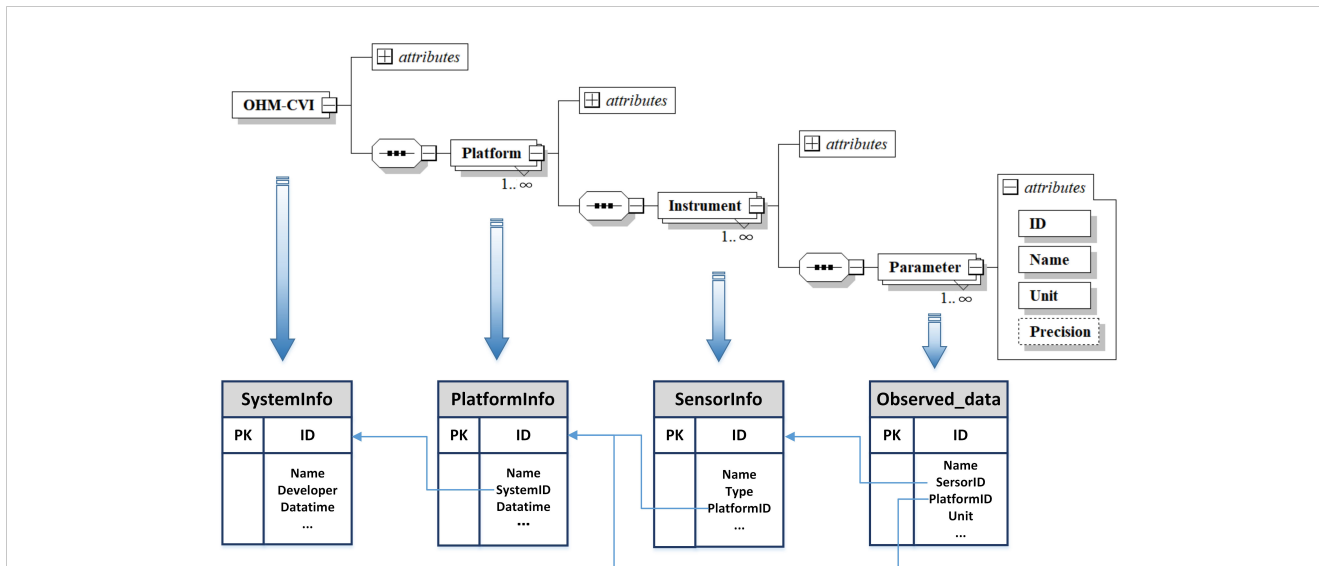 attributes
OHM-CVI
attributes
Platform
1.. ∞
attributes
Instrument
1.. ∞
attributes
ID
Name
Unit
Precision
Parameter
1.. ∞
SystemInfo
PK ID
Name
Developer
Datatime
...
PlatformInfo
PK ID
Name
SystemID
Datatime
...
SensorInfo
PK ID
Name
Type
PlatformID
...
Observed_data
PK ID
Name
SersorID
PlatformID
Unit
...